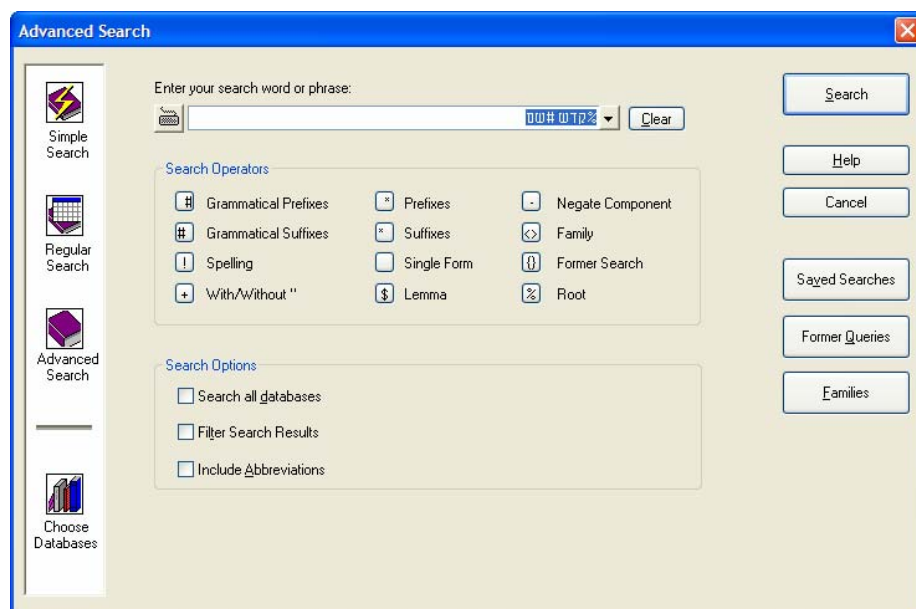 Advanced Search
Simple
Search
Regular
Search
Advanced
Search
Choose
Databases
Enter your search word or phrase:
%קדש #שם
Clear
Search Operators
# Grammatical Prefixes
# Grammatical Suffixes
! Spelling
+ With/Without "
* Prefixes
* Suffixes
Single Form
$ Lemma
- Negate Component
<> Family
{} Former Search
% Root
Search Options
Search all databases
Filter Search Results
Include Abbreviations
Search
Help
Cancel
Saved Searches
Former Queries
Families